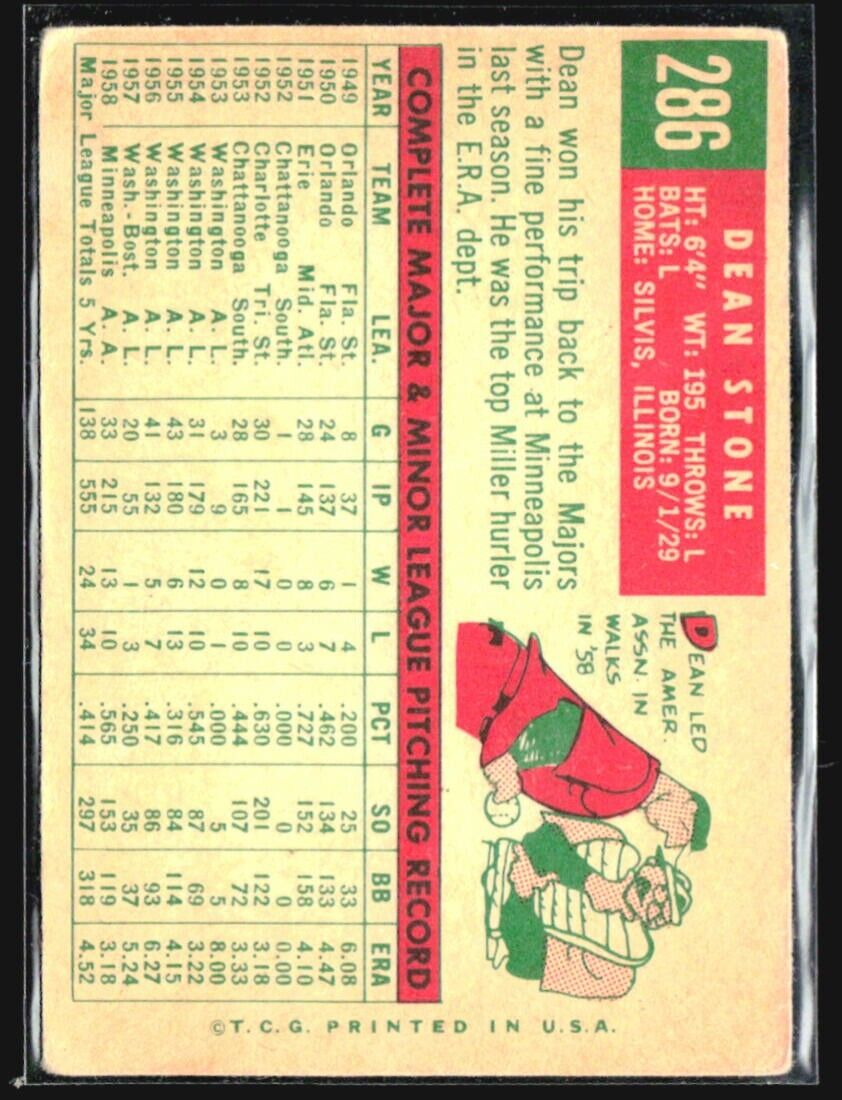 286
DEAN STONE
HT: 6'4" WT: 195 THROWS: L
BATS: L BORN: 9/1/29
HOME: SILVIS, ILLINOIS
Dean won his trip back to the Majors
with a fine performance at Minneapolis
last season. He was the top Miller hurler
in the E.R.A. dept.
DEAN LED
THE AMER.
ASSN. IN
WALKS
IN '58
COMPLETE MAJOR & MINOR LEAGUE PITCHING RECORD
YEAR TEAM LEA. G IP W L PCT SO BB ERA
1949 Orlando Fla. St. 8 37 1 4 .200 25 33 6.08
1950 Orlando Fla. St. 24 137 6 7 .462 134 133 4.47
1951 Erie Mid. Atl. 28 145 8 3 .727 152 158 4.10
1952 Chattanooga South. 1 1 0 0 .000 0 0 0.00
1952 Charlotte Tri. St. 30 221 17 10 .630 201 122 3.18
1953 Chattanooga South. 28 165 8 10 .444 107 72 3.33
1953 Washington A. L. 3 9 0 1 .000 5 5 8.00
1954 Washington A. L. 31 179 12 10 .545 87 69 3.22
1955 Washington A. L. 43 180 6 13 .316 84 114 4.15
1956 Washington A. L. 41 132 5 7 .417 86 93 6.27
1957 Wash.-Bost. A. L. 20 55 1 3 .250 35 37 5.24
1958 Minneapolis A. A. 33 215 13 10 .565 153 119 3.18
Major League Totals 5 Yrs. 138 555 24 34 .414 297 318 4.52
©T.C.G. PRINTED IN U.S.A.